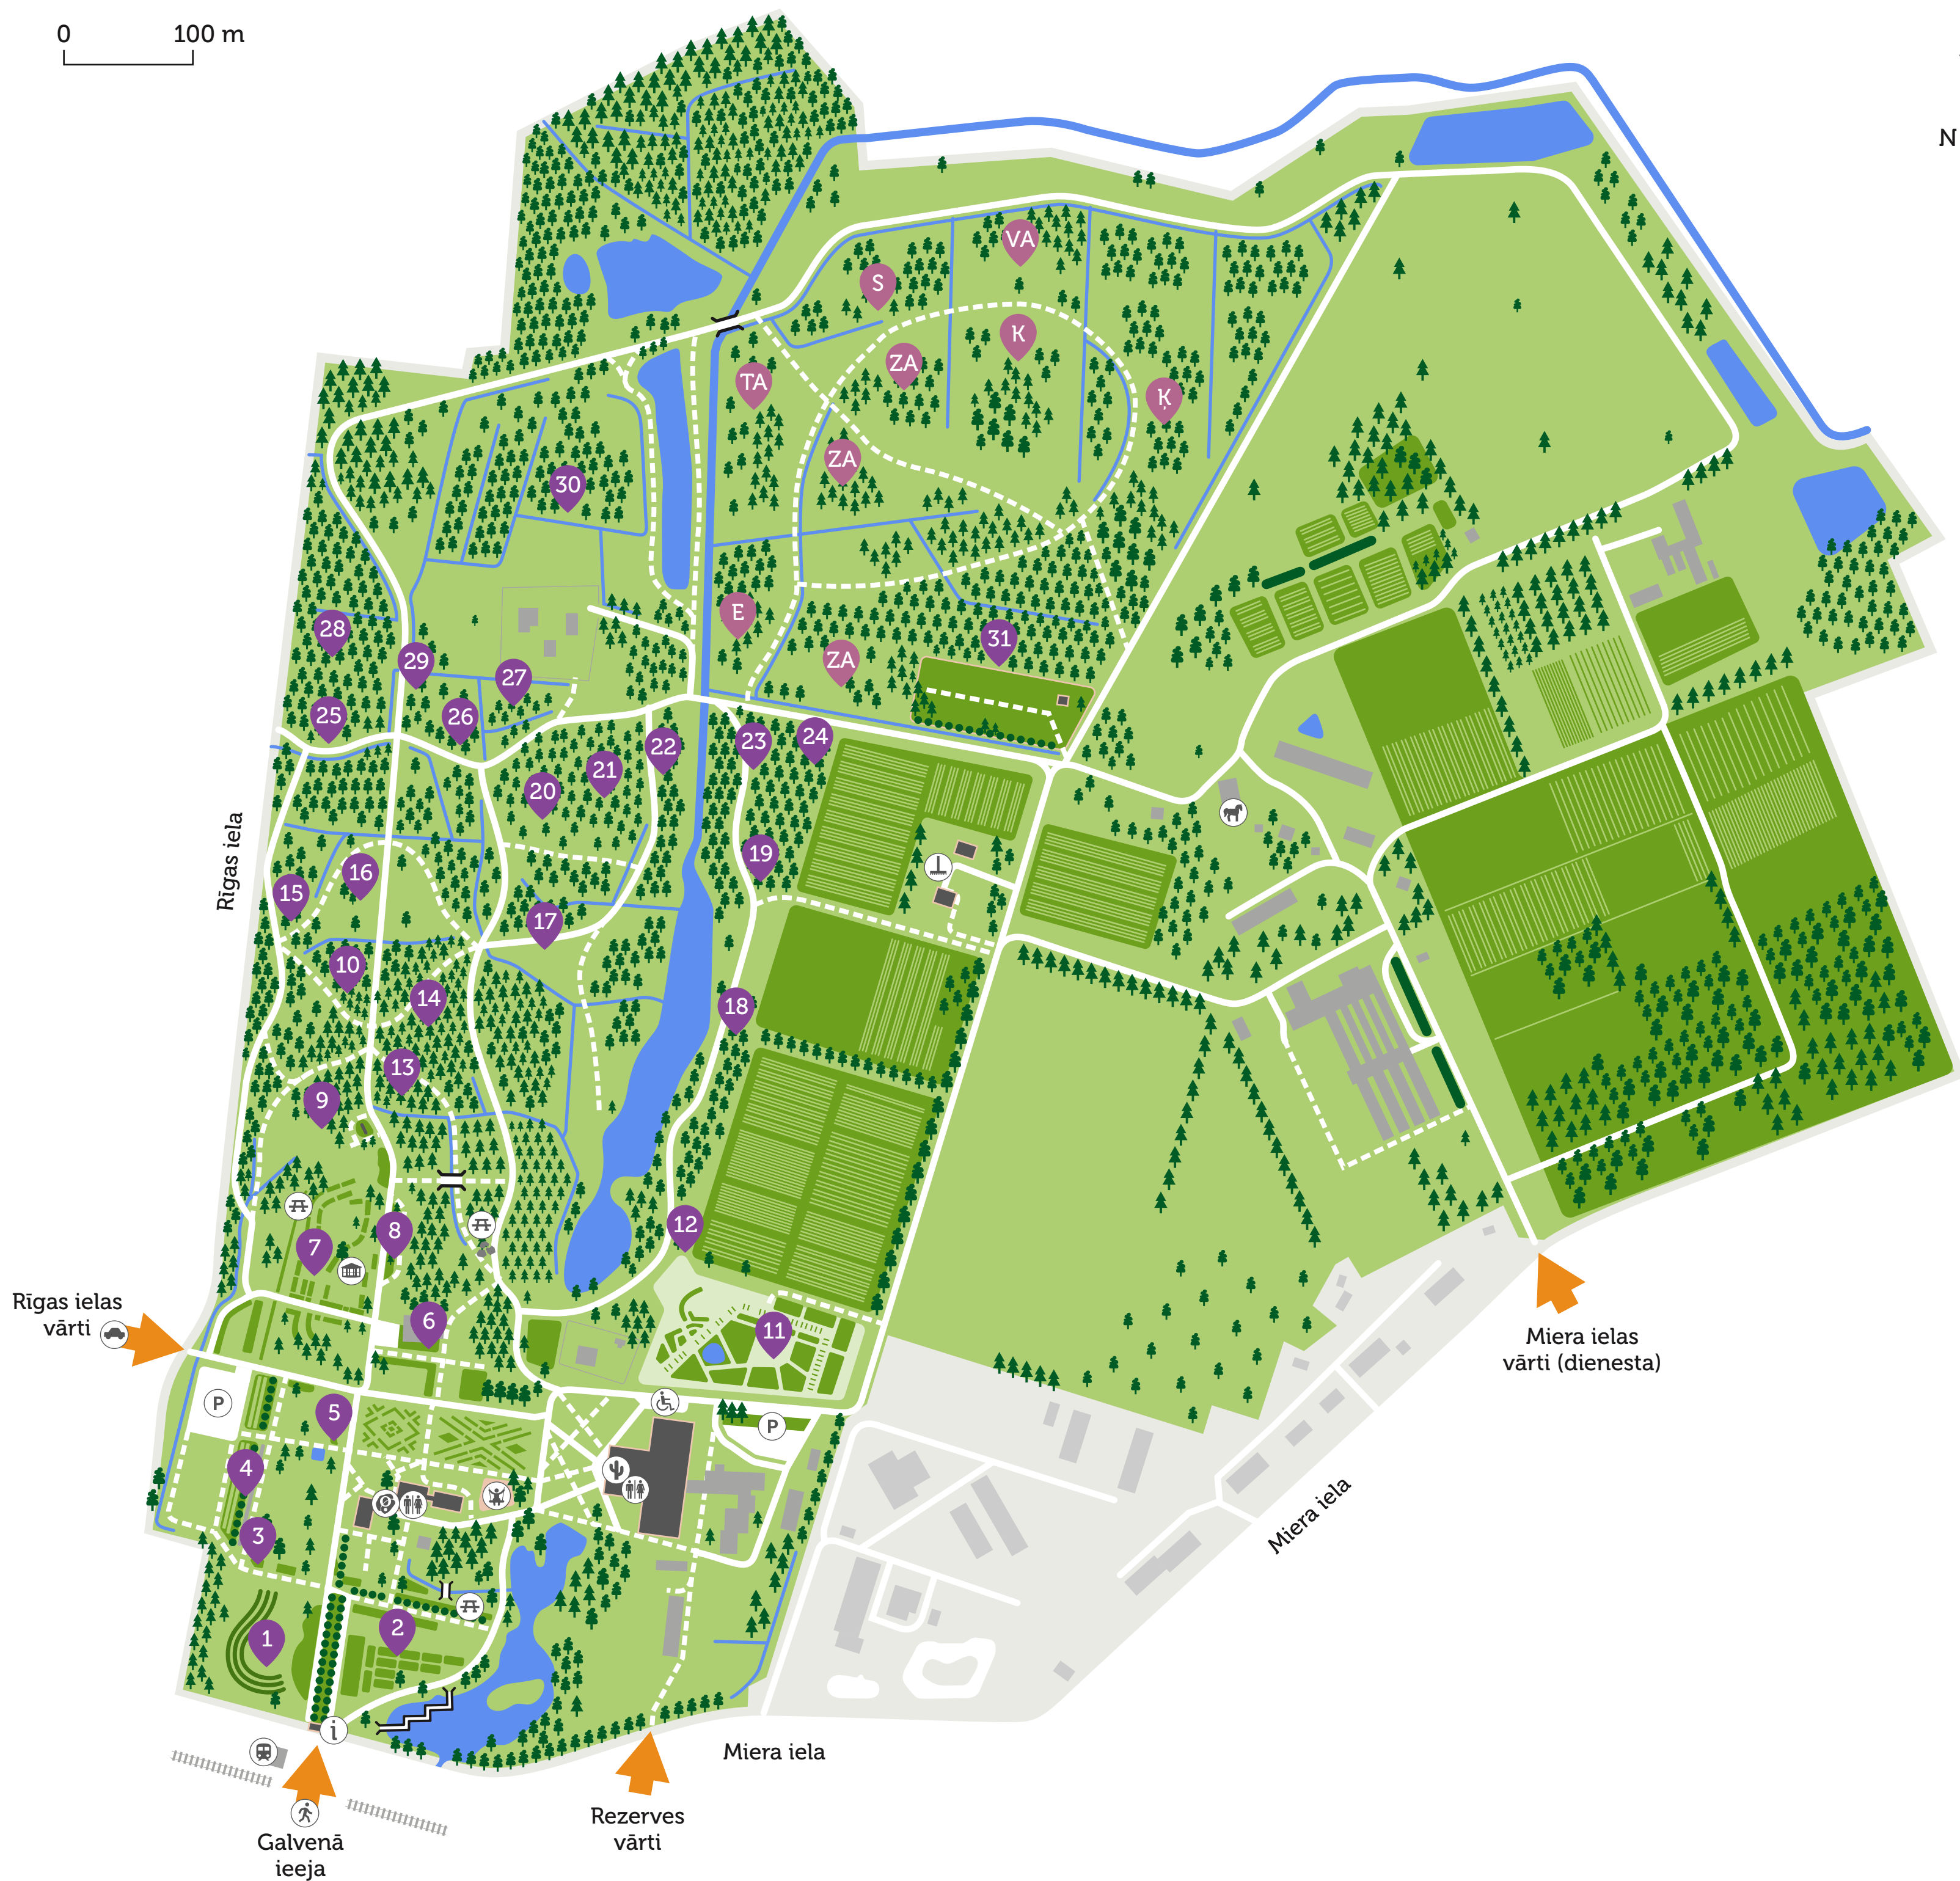 0 100 m
N
VA
S
K
ZA
TA
Ķ
ZA
30
E
28
31
ZA
29
27
25
26
24
23
22
21
20
19
16
15
17
Rīgas iela
10
14
18
13
9
12
8
7
Rīgas ielas
vārti
6
11
Miera ielas
vārti (dienesta)
P
5
P
4
3
Miera iela
2
1
i
Miera iela
Rezerves
vārti
Galvenā
ieeja